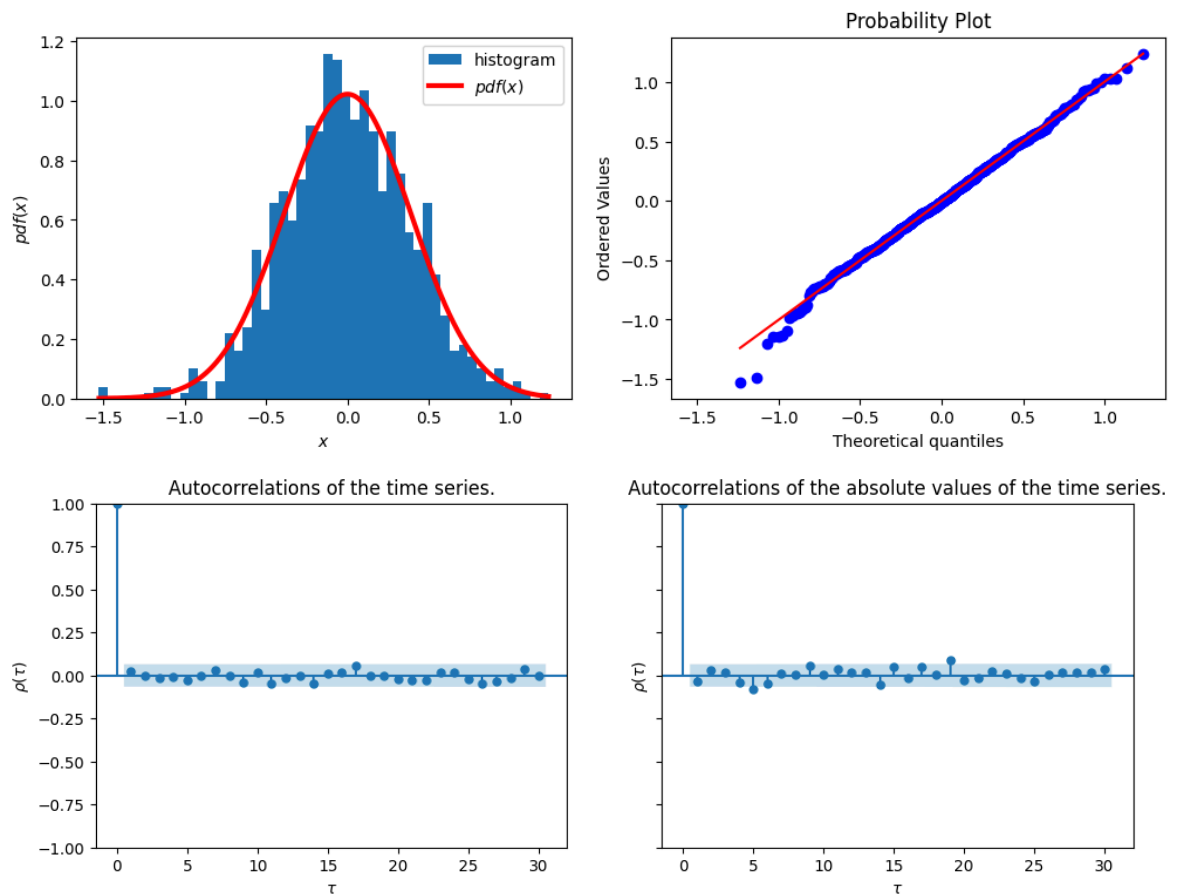 1.2
1.0
0.8
0.6
0.4
0.2
0.0
pdf(x)
histogram
pdf(x)
−1.5 −1.0 −0.5 0.0 0.5 1.0
x
Probability Plot
1.0
0.5
0.0
−0.5
−1.0
−1.5
Ordered Values
−1.5 −1.0 −0.5 0.0 0.5 1.0
Theoretical quantiles
Autocorrelations of the time series.
1.00
0.75
0.50
0.25
0.00
−0.25
−0.50
−0.75
−1.00
ρ(τ)
0 5 10 15 20 25 30
τ
Autocorrelations of the absolute values of the time series.
ρ(τ)
0 5 10 15 20 25 30
τ